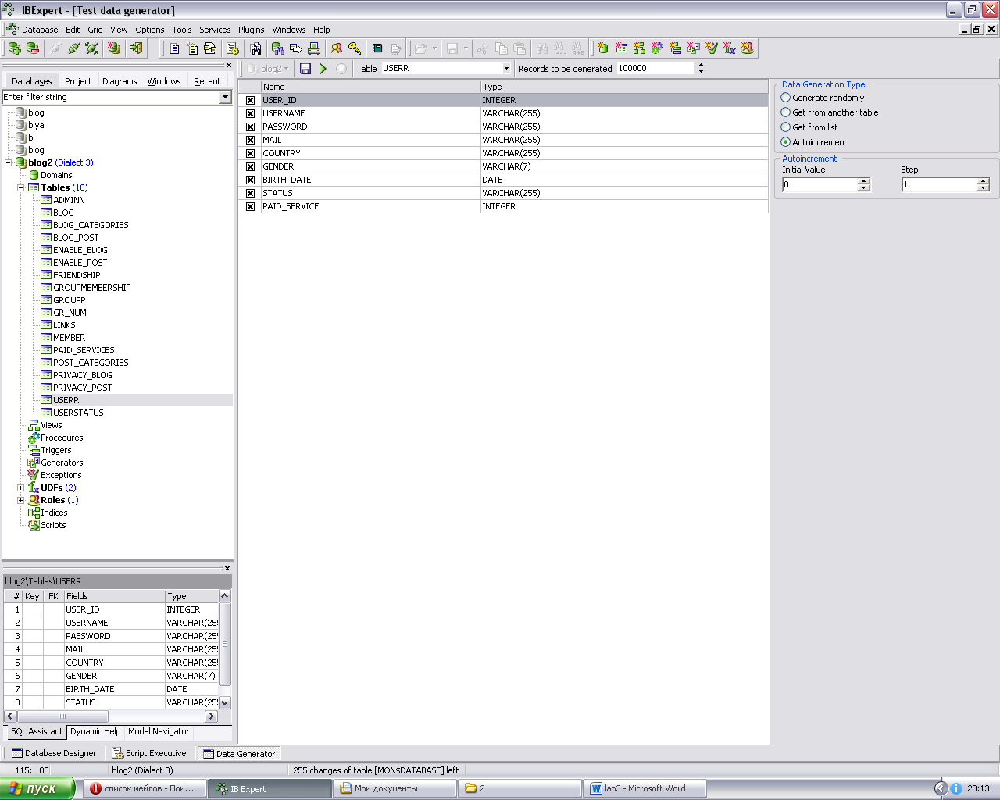 IBExpert - [Test data generator]
Database Edit Grid View Options Tools Services Plugins Windows Help
blog2 Table USERR Records to be generated 100000
Databases Project Diagrams Windows Recent
Enter filter string
blog
blya
bl
blog
blog2 (Dialect 3)
Domains
Tables (18)
ADMINN
BLOG
BLOG_CATEGORIES
BLOG_POST
ENABLE_BLOG
ENABLE_POST
FRIENDSHIP
GROUPMEMBERSHIP
GROUPP
GR_NUM
LINKS
MEMBER
PAID_SERVICES
POST_CATEGORIES
PRIVACY_BLOG
PRIVACY_POST
USERR
USERSTATUS
Views
Procedures
Triggers
Generators
Exceptions
UDFs (2)
Roles (1)
Indices
Scripts
Name Type
USER_ID INTEGER
USERNAME VARCHAR(255)
PASSWORD VARCHAR(255)
MAIL VARCHAR(255)
COUNTRY VARCHAR(255)
GENDER VARCHAR(7)
BIRTH_DATE DATE
STATUS VARCHAR(255)
PAID_SERVICE INTEGER
Data Generation Type
Generate randomly
Get from another table
Get from list
Autoincrement
Autoincrement
Initial Value Step
0 1
blog2\Tables\USERR
# Key FK Fields Type
1 USER_ID INTEGER
2 USERNAME VARCHAR(25
3 PASSWORD VARCHAR(25
4 MAIL VARCHAR(25
5 COUNTRY VARCHAR(25
6 GENDER VARCHAR(7)
7 BIRTH_DATE DATE
8 STATUS VARCHAR(25
SQL Assistant Dynamic Help Model Navigator
Database Designer Script Executive Data Generator
115: 88 blog2 (Dialect 3) 255 changes of table [MON$DATABASE] left
пуск список мейлов - Пои... IB Expert Мои документы 2 lab3 - Microsoft Word 23:13